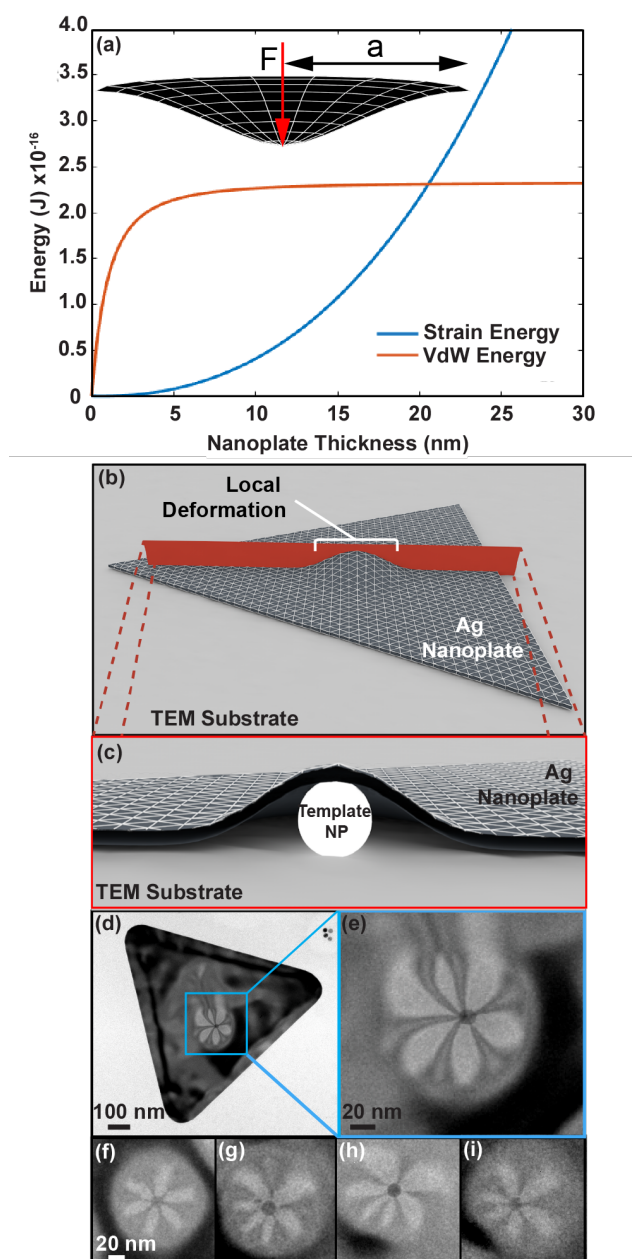 (a)
F
a
4.0
3.5
3.0
2.5
2.0
1.5
1.0
0.5
0
Energy (J) x10⁻¹⁶
Strain Energy
VdW Energy
0
5
10
15
20
25
30
Nanoplate Thickness (nm)
(b)
Local
Deformation
Ag
Nanoplate
TEM Substrate
(c)
Ag
Nanoplate
Template
NP
TEM Substrate
(d)
100 nm
(e)
20 nm
(f)
20 nm
(g)
(h)
(i)